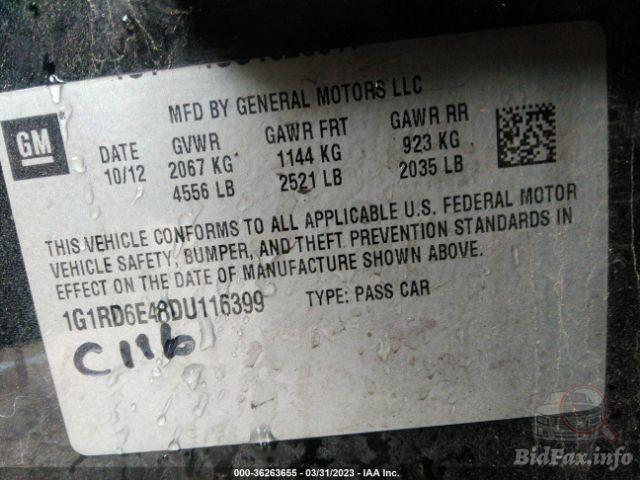 MFD BY GENERAL MOTORS LLC
GM
DATE GVWR GAWR FRT GAWR RR
10/12 2067 KG 1144 KG 923 KG
4556 LB 2521 LB 2035 LB
THIS VEHICLE CONFORMS TO ALL APPLICABLE U.S. FEDERAL MOTOR
VEHICLE SAFETY, BUMPER, AND THEFT PREVENTION STANDARDS IN
EFFECT ON THE DATE OF MANUFACTURE SHOWN ABOVE.
1G1RD6E48DU116399 TYPE: PASS CAR
C116
BidFax.info
000-36263655 - 03/31/2023 - IAA Inc.